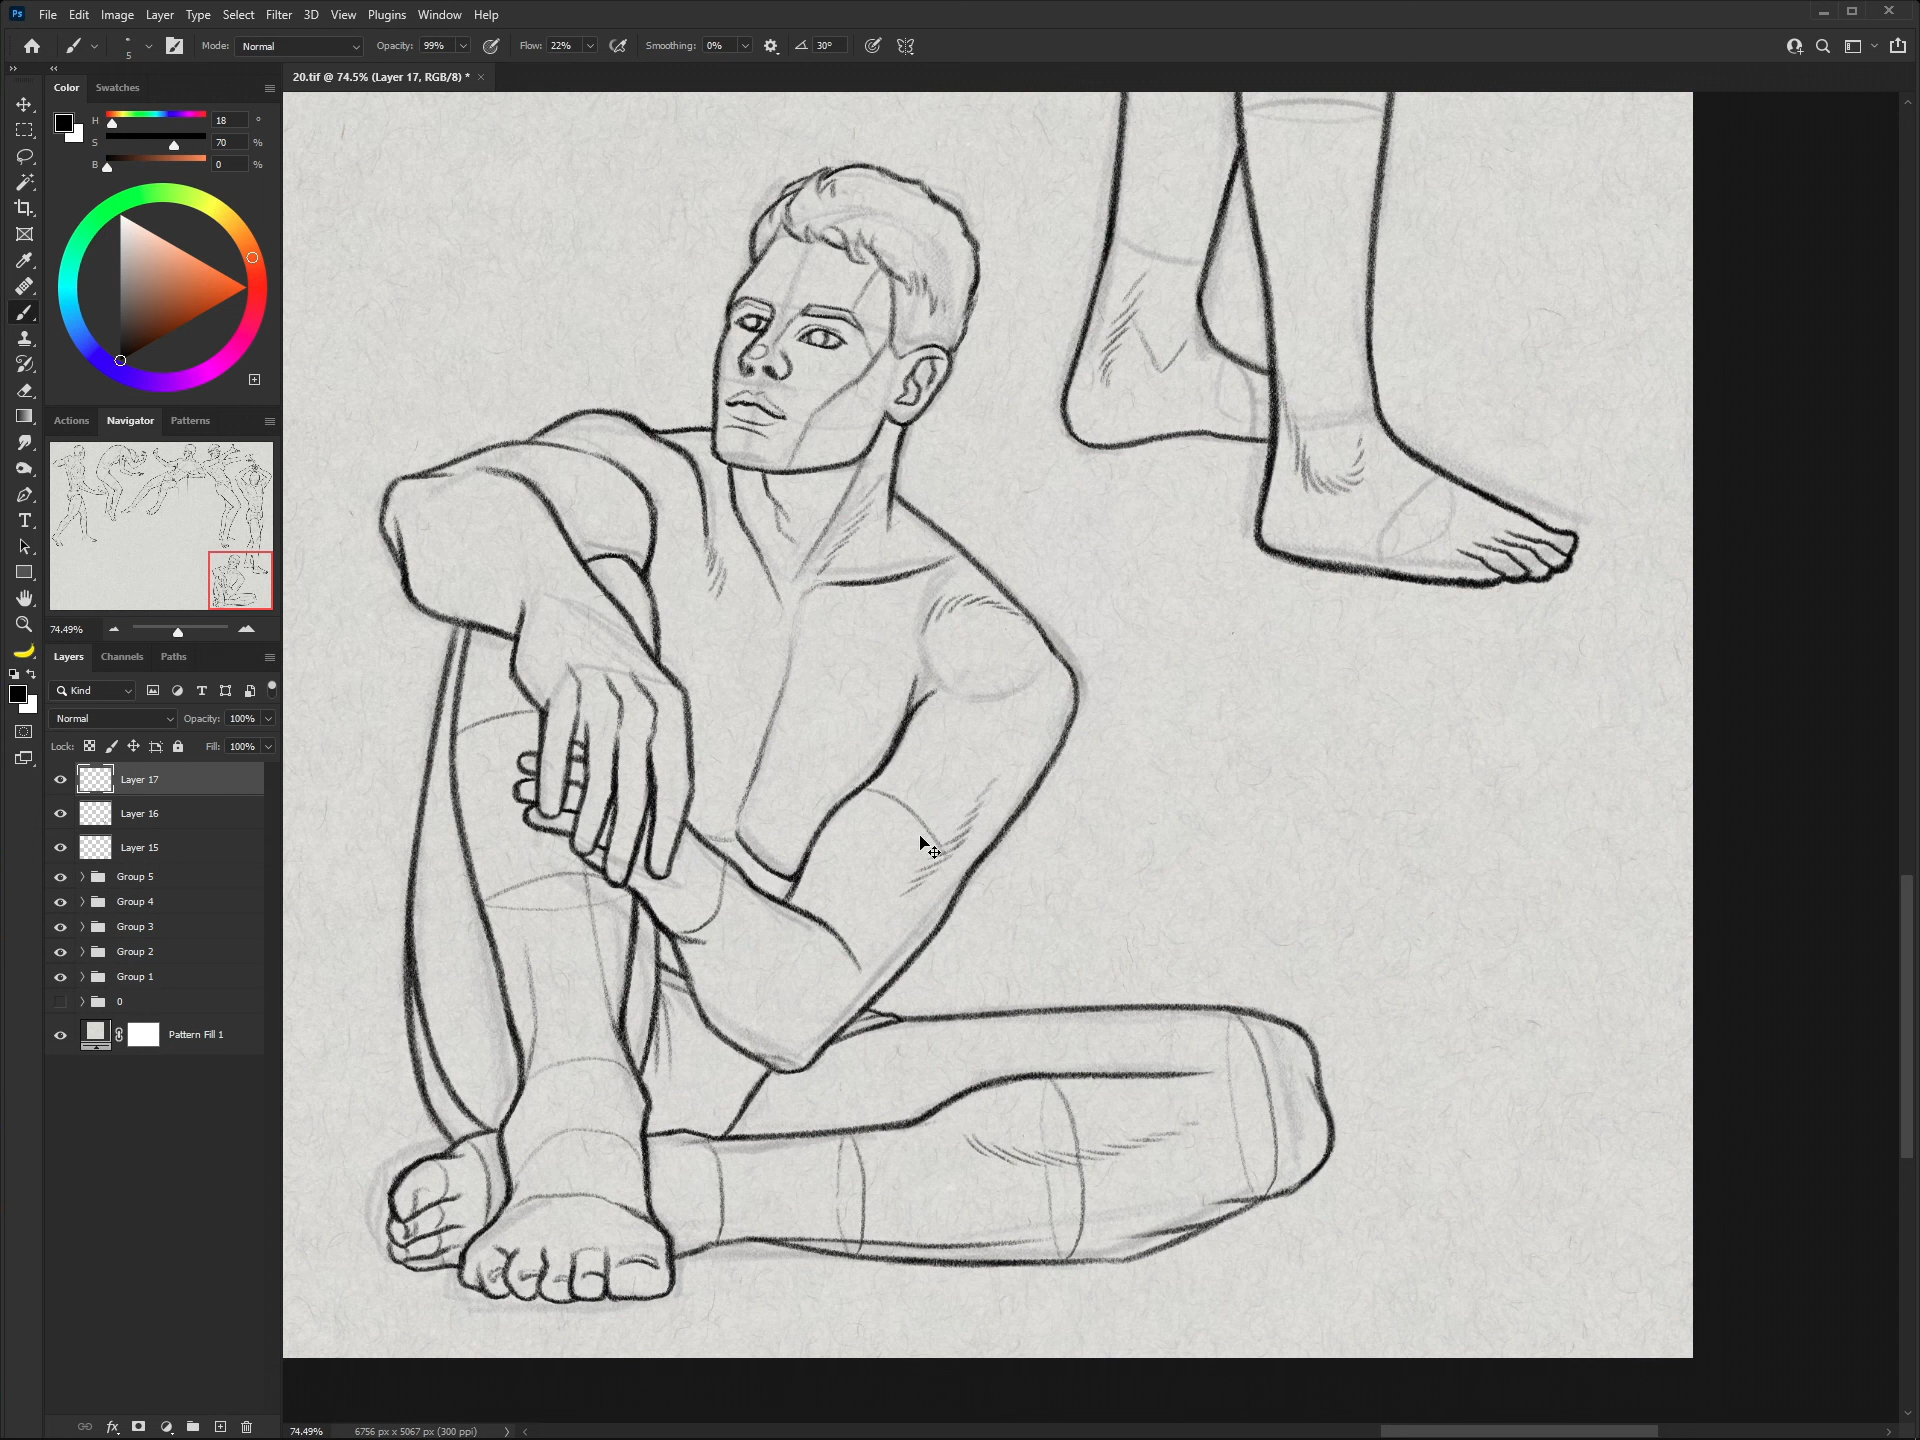 Ps File Edit Image Layer Type Select Filter 3D View Plugins Window Help
5 Mode: Normal Opacity: 99% Flow: 22% Smoothing: 0% 30°
20.tif @ 74.5% (Layer 17, RGB/8) *
Color Swatches
H 18 °
S 70 %
B 0 %
Actions Navigator Patterns
74.49%
Layers Channels Paths
Kind
Normal Opacity: 100%
Lock: Fill: 100%
Layer 17
Layer 16
Layer 15
Group 5
Group 4
Group 3
Group 2
Group 1
0
Pattern Fill 1
fx
74.49% 6756 px x 5067 px (300 ppi)